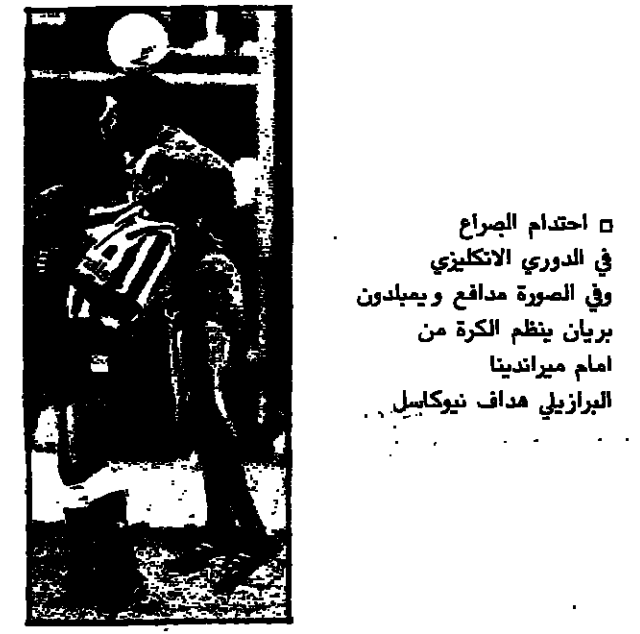 □ احتدام الصراع
في الدوري الانكليزي
وفي الصورة مدافع ويمبلدون
بريان ينظم الكرة من
امام ميراندينا
البرازيلي هداف نيوكاسل